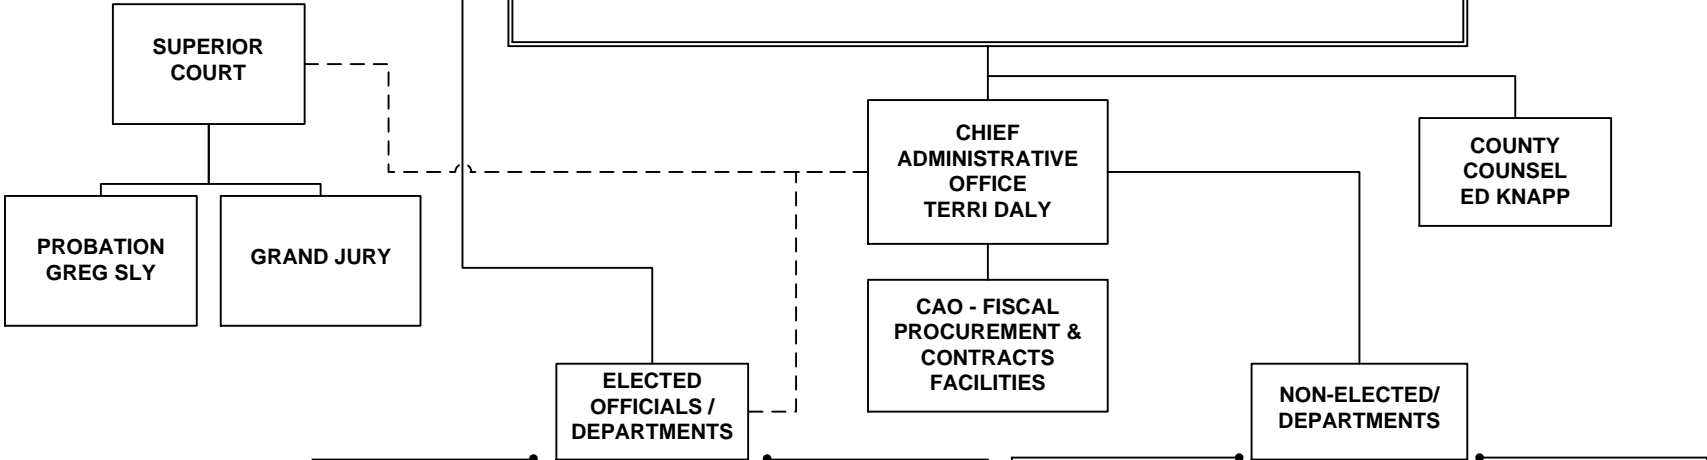 SUPERIOR
COURT
CHIEF
ADMINISTRATIVE
OFFICE
TERRI DALY
COUNTY
COUNSEL
ED KNAPP
PROBATION
GREG SLY
GRAND JURY
CAO - FISCAL
PROCUREMENT &
CONTRACTS
FACILITIES
ELECTED
OFFICIALS /
DEPARTMENTS
NON-ELECTED/
DEPARTMENTS